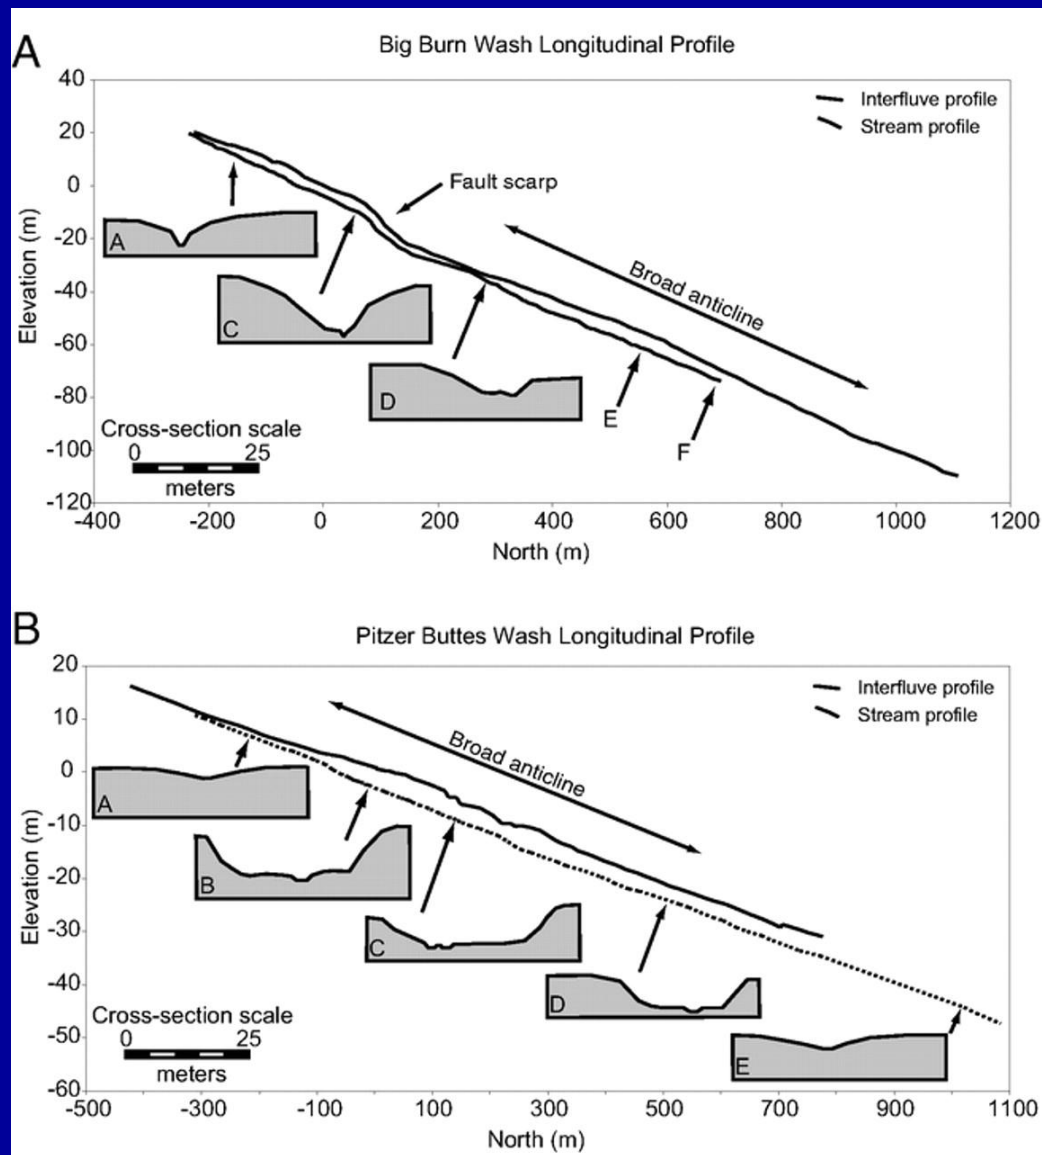 A
Big Burn Wash Longitudinal Profile
40
20
0
-20
-40
-60
-80
-100
-120
Elevation (m)
Interfluve profile
Stream profile
Fault scarp
Broad anticline
A
C
D
E
F
Cross-section scale
0 25
meters
-400 -200 0 200 400 600 800 1000 1200
North (m)
B
Pitzer Buttes Wash Longitudinal Profile
20
10
0
-10
-20
-30
-40
-50
-60
Elevation (m)
Interfluve profile
Stream profile
Broad anticline
A
B
C
D
E
Cross-section scale
0 25
meters
-500 -300 -100 100 300 500 700 900 1100
North (m)